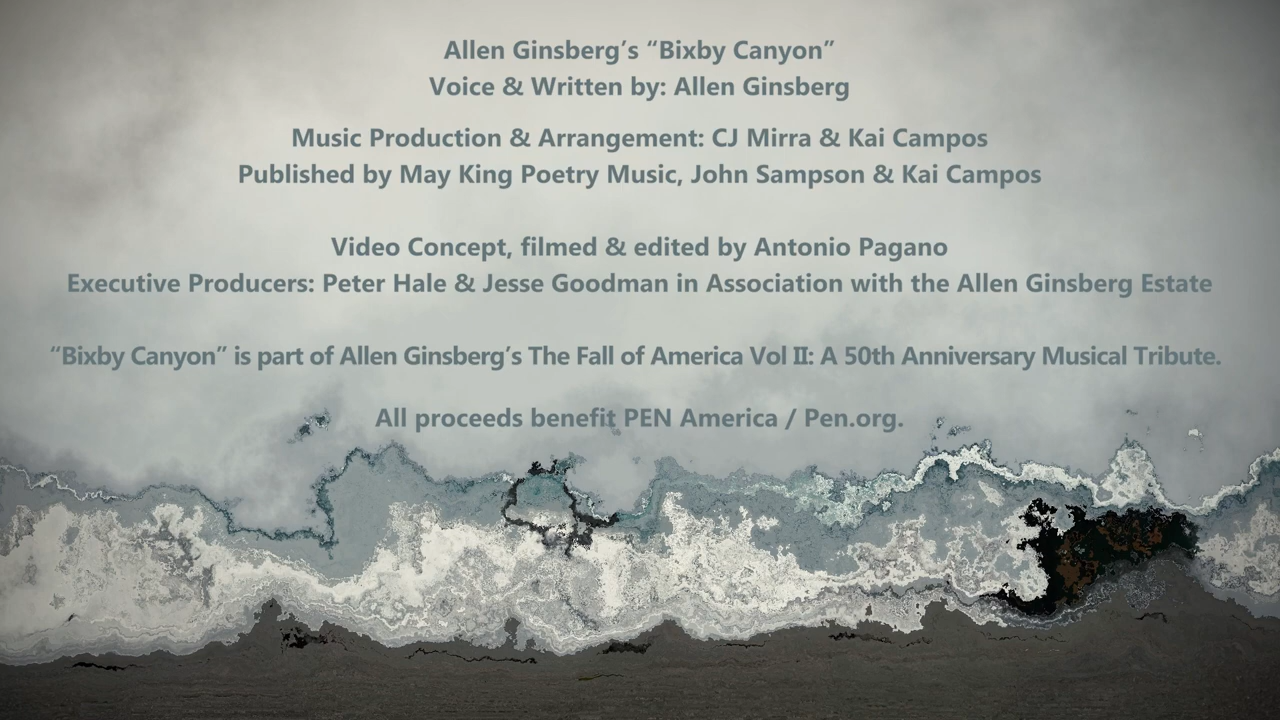 Allen Ginsberg’s “Bixby Canyon”
Voice & Written by: Allen Ginsberg
Music Production & Arrangement: CJ Mirra & Kai Campos
Published by May King Poetry Music, John Sampson & Kai Campos
Video Concept, filmed & edited by Antonio Pagano
Executive Producers: Peter Hale & Jesse Goodman in Association with the Allen Ginsberg Estate
“Bixby Canyon” is part of Allen Ginsberg’s The Fall of America Vol II: A 50th Anniversary Musical Tribute.
All proceeds benefit PEN America / Pen.org.